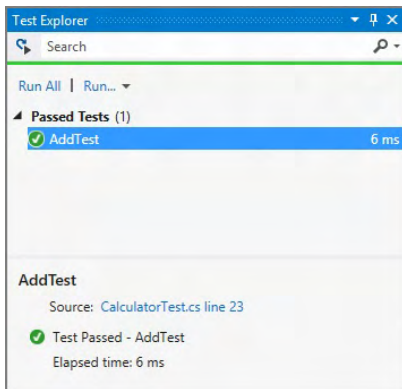 Test Explorer
Search
Run All | Run...
Passed Tests (1)
AddTest 6 ms
AddTest
Source: CalculatorTest.cs line 23
Test Passed - AddTest
Elapsed time: 6 ms